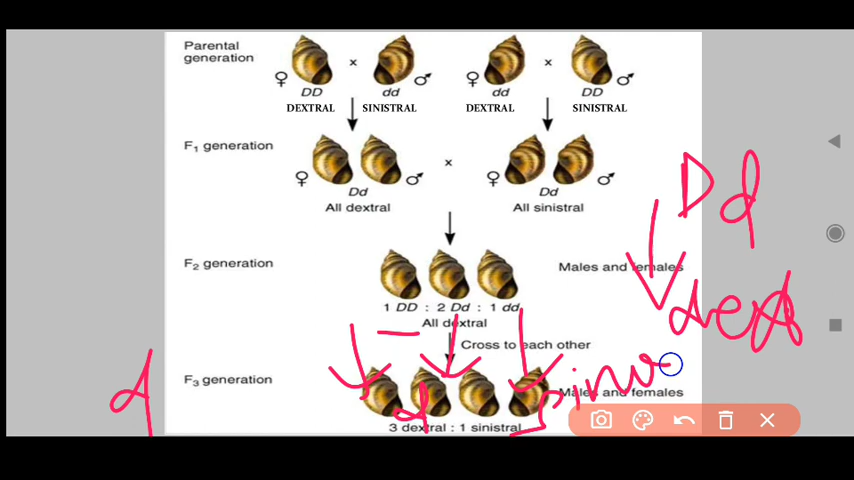 Parental generation
♀ DD × dd ♂ ♀ dd × DD ♂
DEXTRAL SINISTRAL DEXTRAL SINISTRAL
F1 generation
♀ × ♂ ♀ ♂
Dd Dd
All dextral All sinistral
Dd
F2 generation
Males and females
1 DD : 2 Dd : 1 dd
All dextral
dext
Cross to each other
F3 generation
Males and females
d
d
3 dextral : 1 sinistral